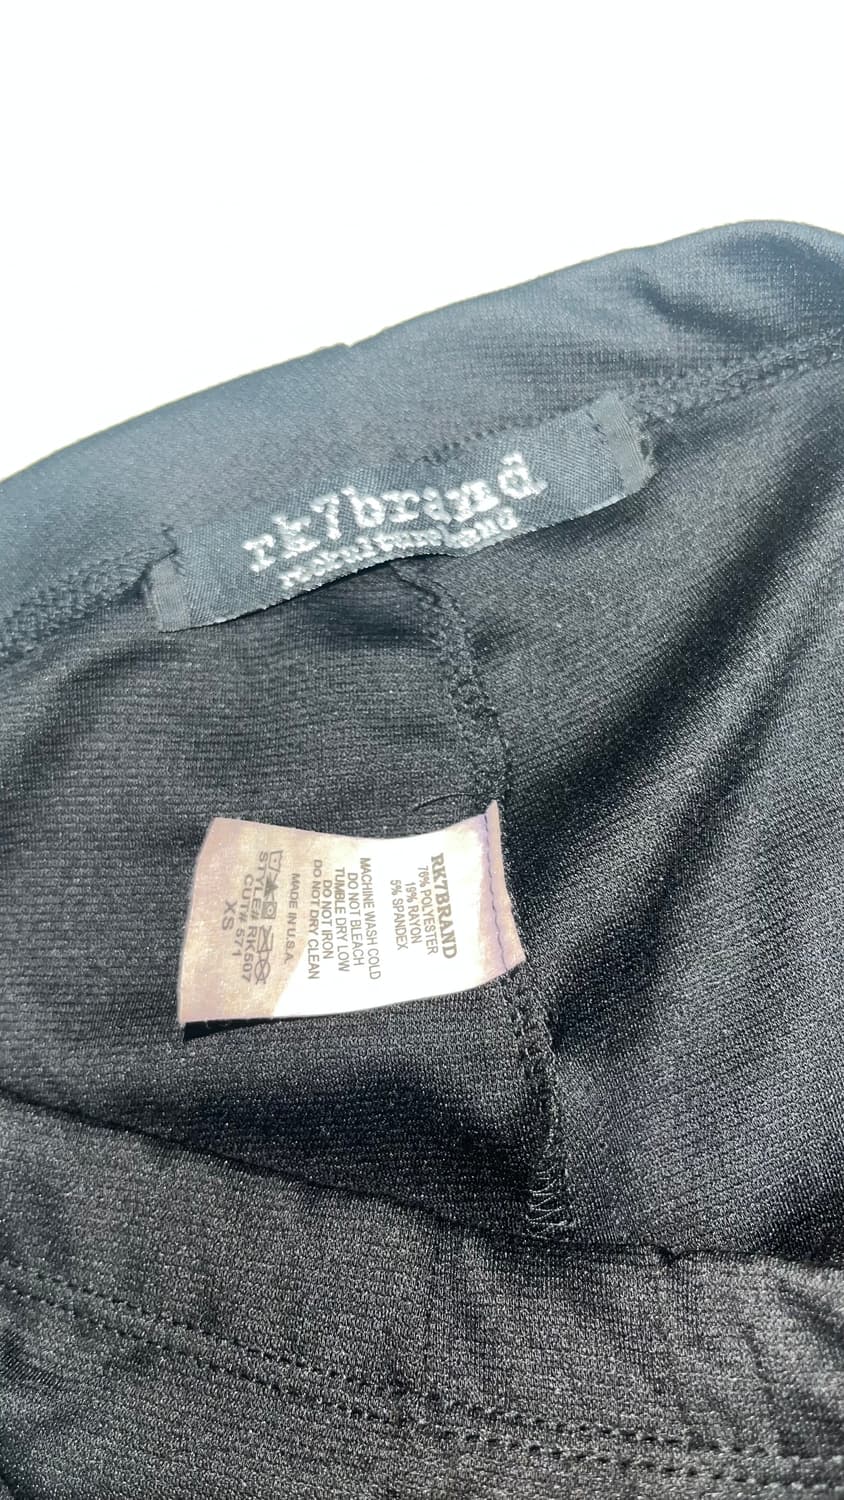 rk7brand
RK7BRAND
76% POLYESTER
19% RAYON
5% SPANDEX
MACHINE WASH COLD
DO NOT BLEACH
TUMBLE DRY LOW
DO NOT IRON
DO NOT DRY CLEAN
MADE IN U.S.A.
STYLE# RK507
CUT# 571
XS